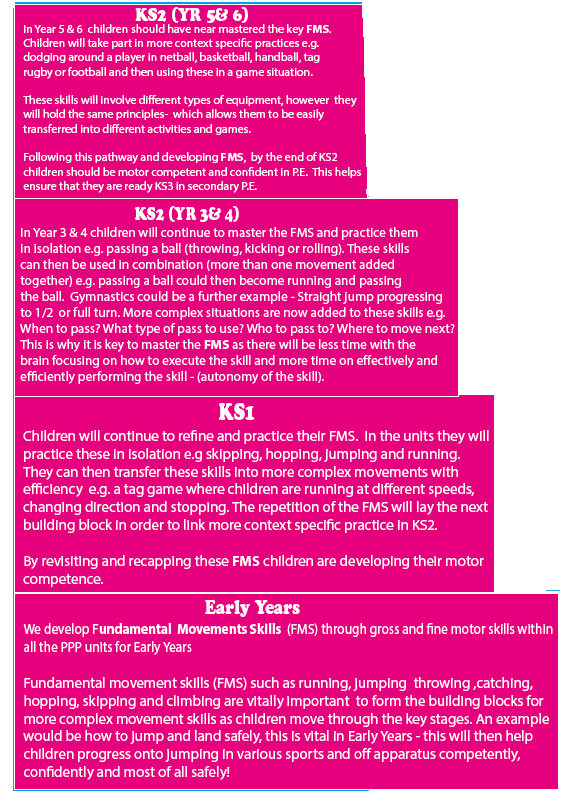 KS2 (YR 5& 6)
In Year 5 & 6 children should have near mastered the key FMS.
Children will take part in more context specific practices e.g.
dodging around a player in netball, basketball, handball, tag
rugby or football and then using these in a game situation.
These skills will involve different types of equipment, however they
will hold the same principles- which allows them to be easily
transferred into different activities and games.
Following this pathway and developing FMS, by the end of KS2
children should be motor competent and confident in P.E. This helps
ensure that they are ready KS3 in secondary P.E.
KS2 (YR 3& 4)
In Year 3 & 4 children will continue to master the FMS and practice them
in isolation e.g. passing a ball (throwing, kicking or rolling). These skills
can then be used in combination (more than one movement added
together) e.g. passing a ball could then become running and passing
the ball. Gymnastics could be a further example - Straight jump progressing
to 1/2 or full turn. More complex situations are now added to these skills e.g.
When to pass? What type of pass to use? Who to pass to? Where to move next?
This is why it is key to master the FMS as there will be less time with the
brain focusing on how to execute the skill and more time on effectively and
efficiently performing the skill - (autonomy of the skill).
KS1
Children will continue to refine and practice their FMS. In the units they will
practice these in isolation e.g skipping, hopping, jumping and running.
They can then transfer these skills into more complex movements with
efficiency e.g. a tag game where children are running at different speeds,
changing direction and stopping. The repetition of the FMS will lay the next
building block in order to link more context specific practice in KS2.
By revisiting and recapping these FMS children are developing their motor
competence.
Early Years
We develop Fundamental Movements Skills (FMS) through gross and fine motor skills within
all the PPP units for Early Years
Fundamental movement skills (FMS) such as running, jumping throwing ,catching,
hopping, skipping and climbing are vitally important to form the building blocks for
more complex movement skills as children move through the key stages. An example
would be how to jump and land safely, this is vital in Early Years - this will then help
children progress onto jumping in various sports and off apparatus competently,
confidently and most of all safely!